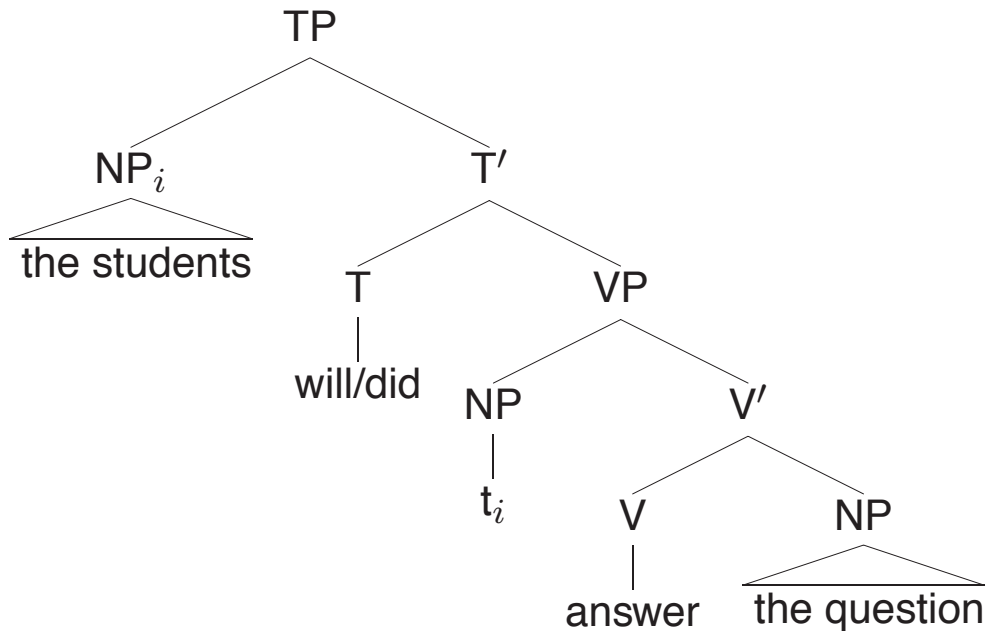 TP
NPᵢ T′
the students
T VP
will/did
NP V′
tᵢ
V NP
answer the question